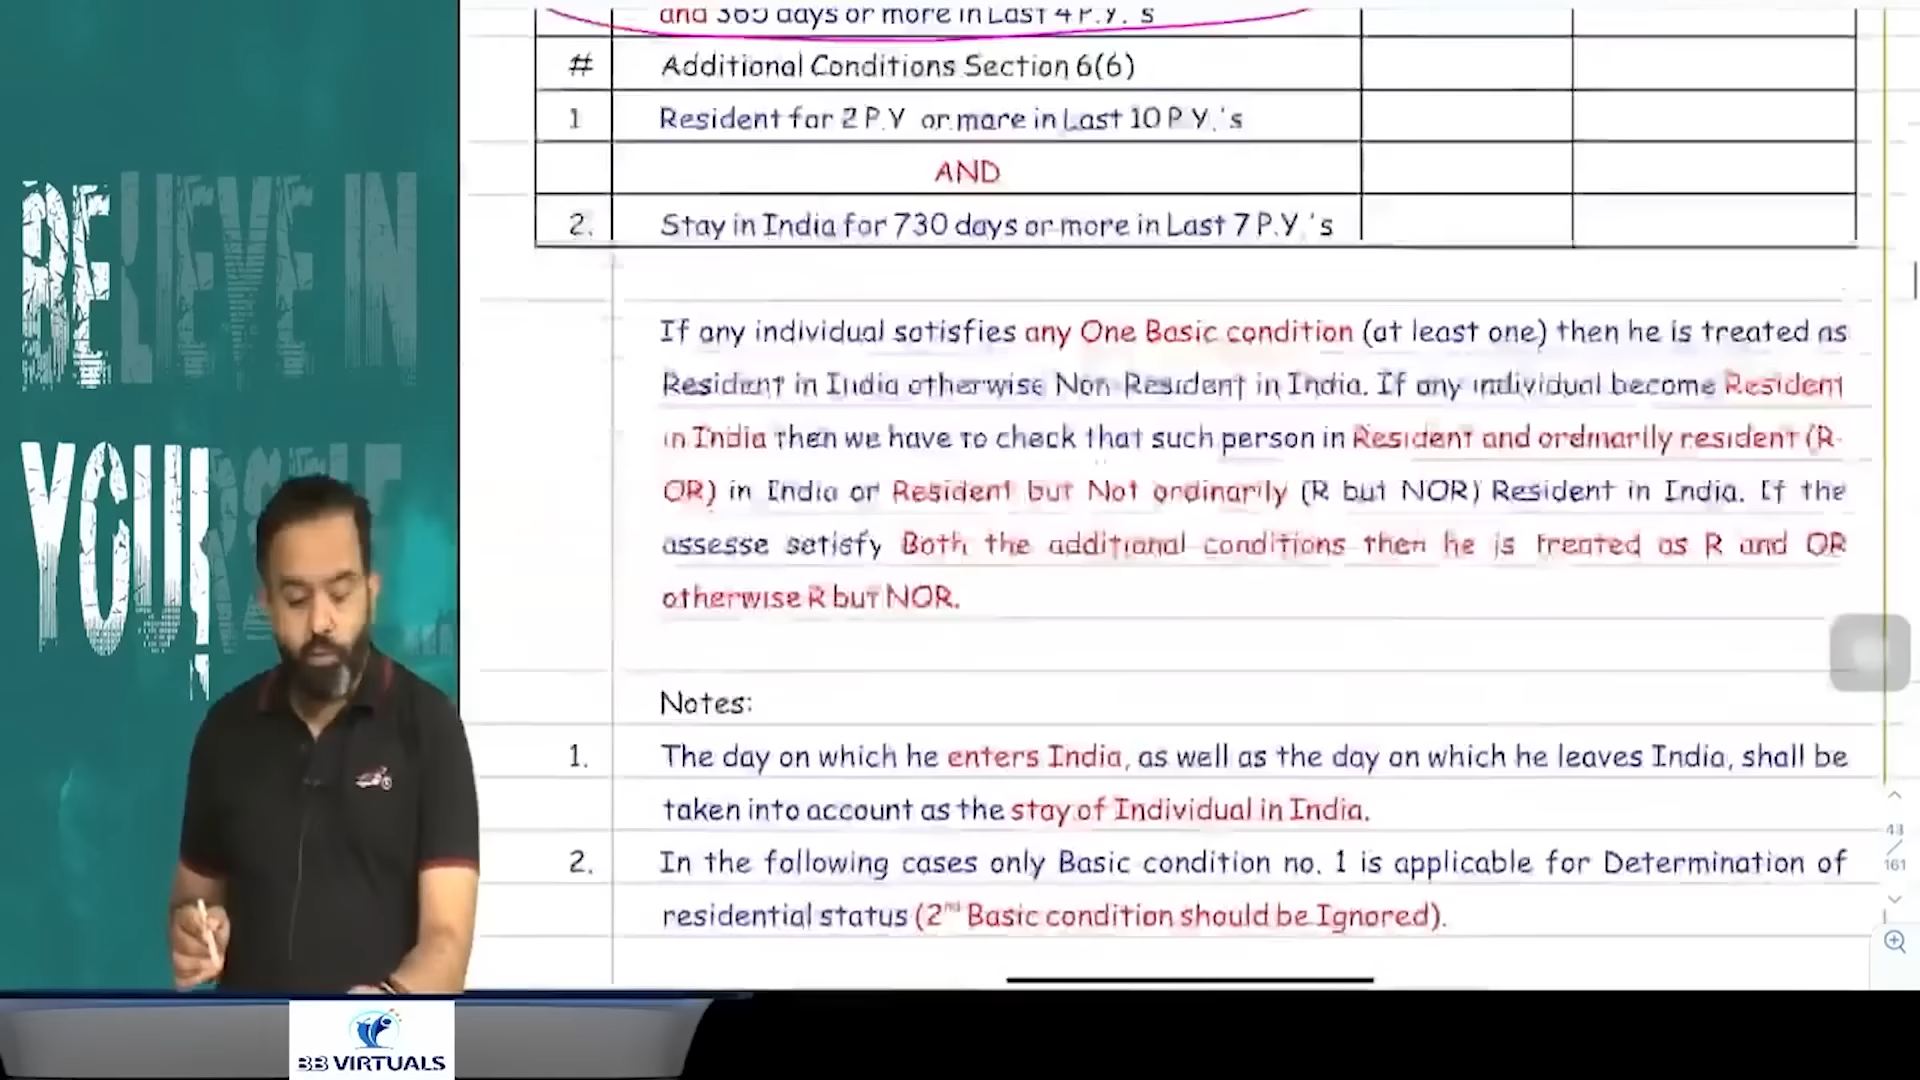 and 365 days or more in Last 4 P.Y.'s
# Additional Conditions Section 6(6)
1 Resident for 2 P.Y or more in Last 10 P Y.'s
AND
2. Stay in India for 730 days or more in Last 7 P.Y.'s
If any individual satisfies any One Basic condition (at least one) then he is treated as
Resident in India otherwise Non-Resident in India. If any individual become Resident
in India then we have to check that such person in Resident and ordinarily resident (R-
OR) in India or Resident but Not ordinarily (R but NOR) Resident in India. If the
assesse setisfy Both the additional conditions then he is treated as R and OR
otherwise R but NOR.
Notes:
1. The day on which he enters India, as well as the day on which he leaves India, shall be
taken into account as the stay of Individual in India.
2. In the following cases only Basic condition no. 1 is applicable for Determination of
residential status (2nd Basic condition should be Ignored).
BELIEVE IN
YOURSELF
43
/
161
BB VIRTUALS